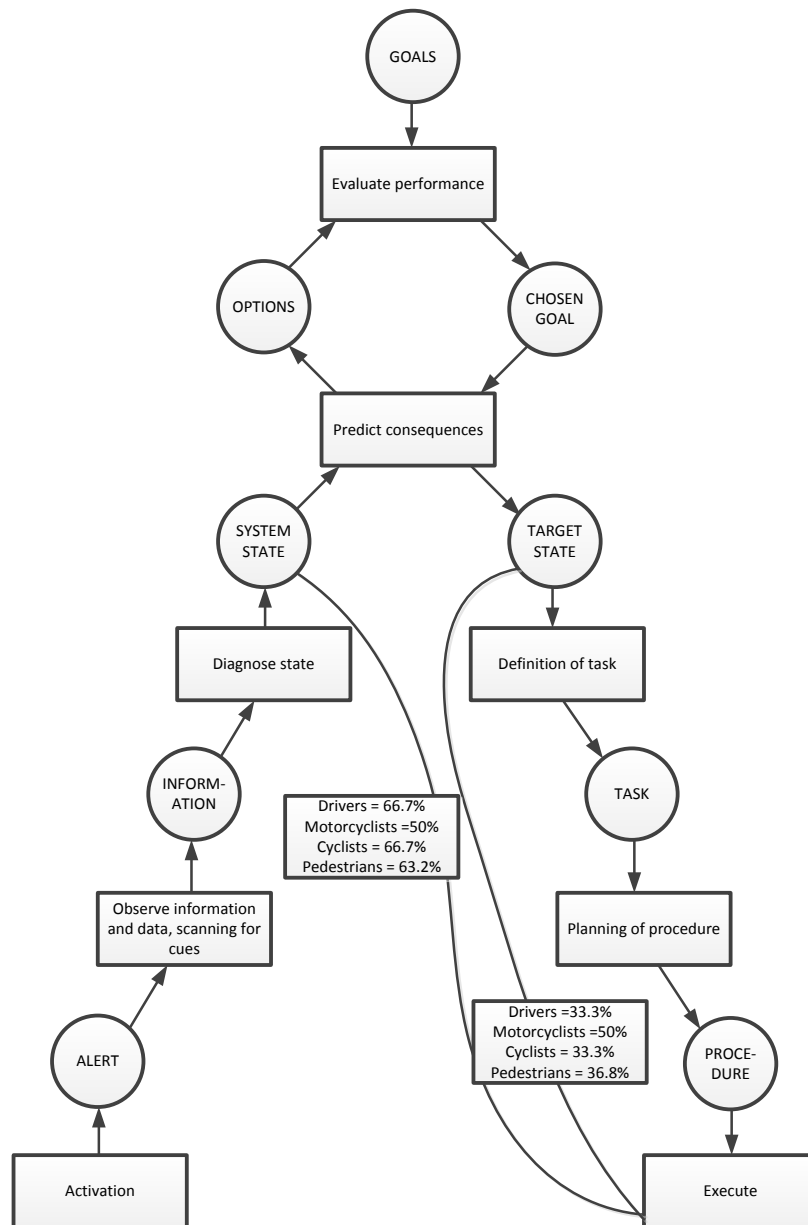 GOALS
Evaluate performance
OPTIONS
CHOSEN
GOAL
Predict consequences
SYSTEM
STATE
TARGET
STATE
Diagnose state
Definition of task
INFORM-
ATION
TASK
Drivers = 66.7%
Motorcyclists =50%
Cyclists = 66.7%
Pedestrians = 63.2%
Observe information
and data, scanning for
cues
Planning of procedure
Drivers =33.3%
Motorcyclists =50%
Cyclists = 33.3%
Pedestrians = 36.8%
ALERT
PROCE-
DURE
Activation
Execute